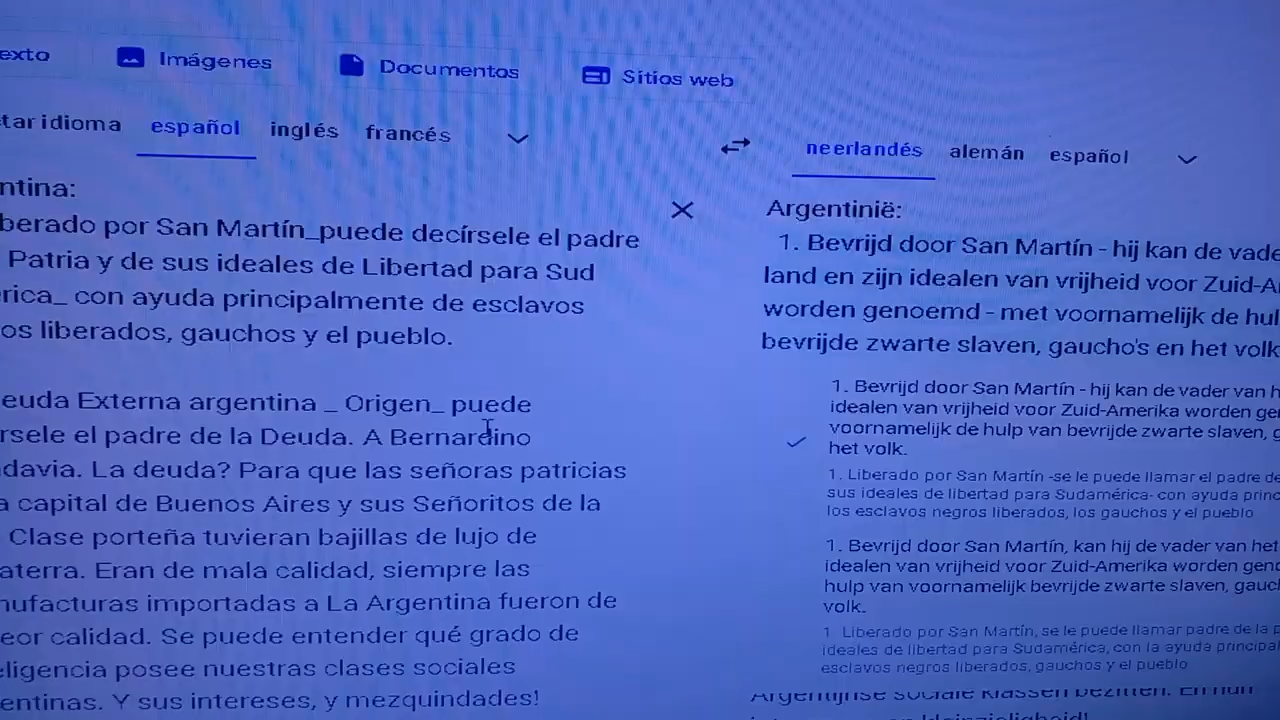 exto Imágenes Documentos Sitios web
tar idioma español inglés francés neerlandés alemán español
ntina:
berado por San Martín_puede decírsele el padre
Patria y de sus ideales de Libertad para Sud
rica_ con ayuda principalmente de esclavos
os liberados, gauchos y el pueblo.
euda Externa argentina _ Origen_ puede
rsele el padre de la Deuda. A Bernardino
davia. La deuda? Para que las señoras patricias
a capital de Buenos Aires y sus Señoritos de la
Clase porteña tuvieran bajillas de lujo de
aterra. Eran de mala calidad, siempre las
nufacturas importadas a La Argentina fueron de
eor calidad. Se puede entender qué grado de
eligencia posee nuestras clases sociales
entinas. Y sus intereses, y mezquindades!
Argentinië:
1. Bevrijd door San Martín - hij kan de vade
land en zijn idealen van vrijheid voor Zuid-A
worden genoemd - met voornamelijk de hul
bevrijde zwarte slaven, gaucho's en het volk
1. Bevrijd door San Martín - hij kan de vader van h
idealen van vrijheid voor Zuid-Amerika worden ge
voornamelijk de hulp van bevrijde zwarte slaven, g
het volk.
1. Liberado por San Martín -se le puede llamar el padre de
sus ideales de libertad para Sudamérica- con ayuda princ
los esclavos negros liberados, los gauchos y el pueblo
1. Bevrijd door San Martín, kan hij de vader van het
idealen van vrijheid voor Zuid-Amerika worden geno
hulp van voornamelijk bevrijde zwarte slaven, gauc
volk.
1 Liberado por San Martín, se le puede llamar padre de la p
ideales de libertad para Sudamérica, con la ayuda principa
esclavos negros liberados, gauchos y el pueblo
Argentijnse sociale klassen bezitten. En hun